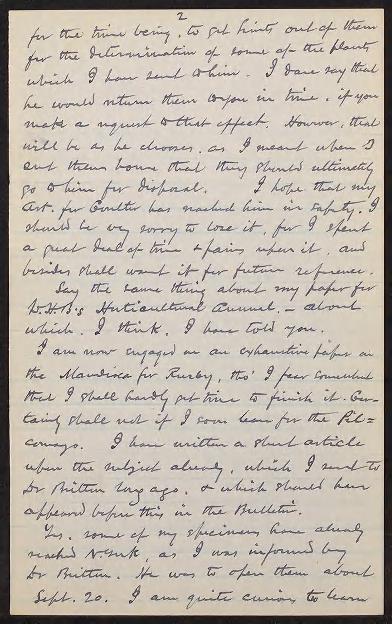 2
for the time being, to get hints out of them
for the determination of some of the plants
which I have sent to him. I dare say that
he would return them to you in time, if you
make a request to that effect. However, that
will be as he chooses, as I meant when I
sent them home that they should ultimately
go to him for disposal. I hope that my
art. for Coulter has reached him in safety. I
should be very sorry to lose it, for I spent
a great deal of time & pains upon it, and
besides shall want it for future reference.
Say the same thing about my paper for
Horticultural Annual, - about
which, I think, I have told you.
I am now engaged on an exhaustive paper on
the Mandioca for Rusby, tho' I fear somewhat
that I shall hardly get time to finish it. Cer-
tainly shall not if I soon leave for the Pil=
comayo. I have written a short article
upon the subject already, which I sent to
Dr Britton long ago, & which should have
appeared before this in the Bulletin.
Yes, some of my specimens have already
reached N. York, as I was informed by
Dr Britton. He was to open them about
Sept. 20. I am quite curious to learn